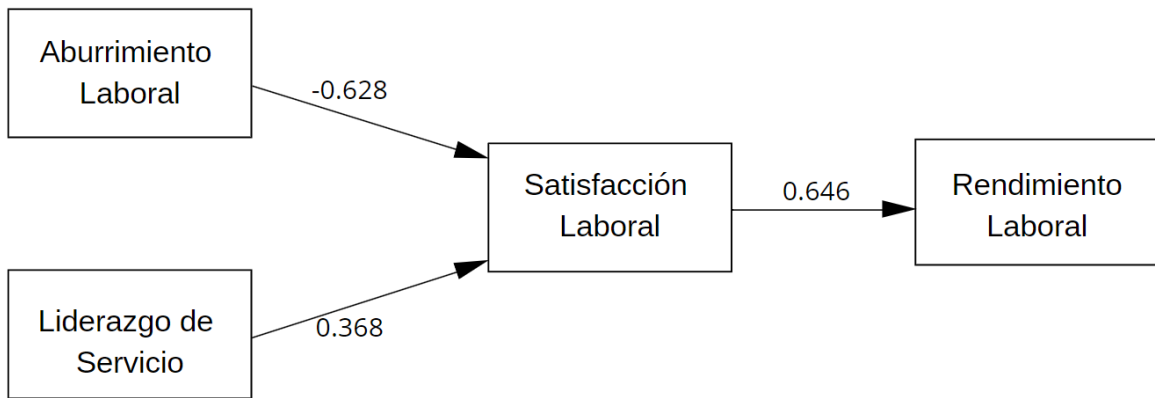 Aburrimiento
Laboral
-0.628
Satisfacción
Laboral
0.646
Rendimiento
Laboral
Liderazgo de
Servicio
0.368